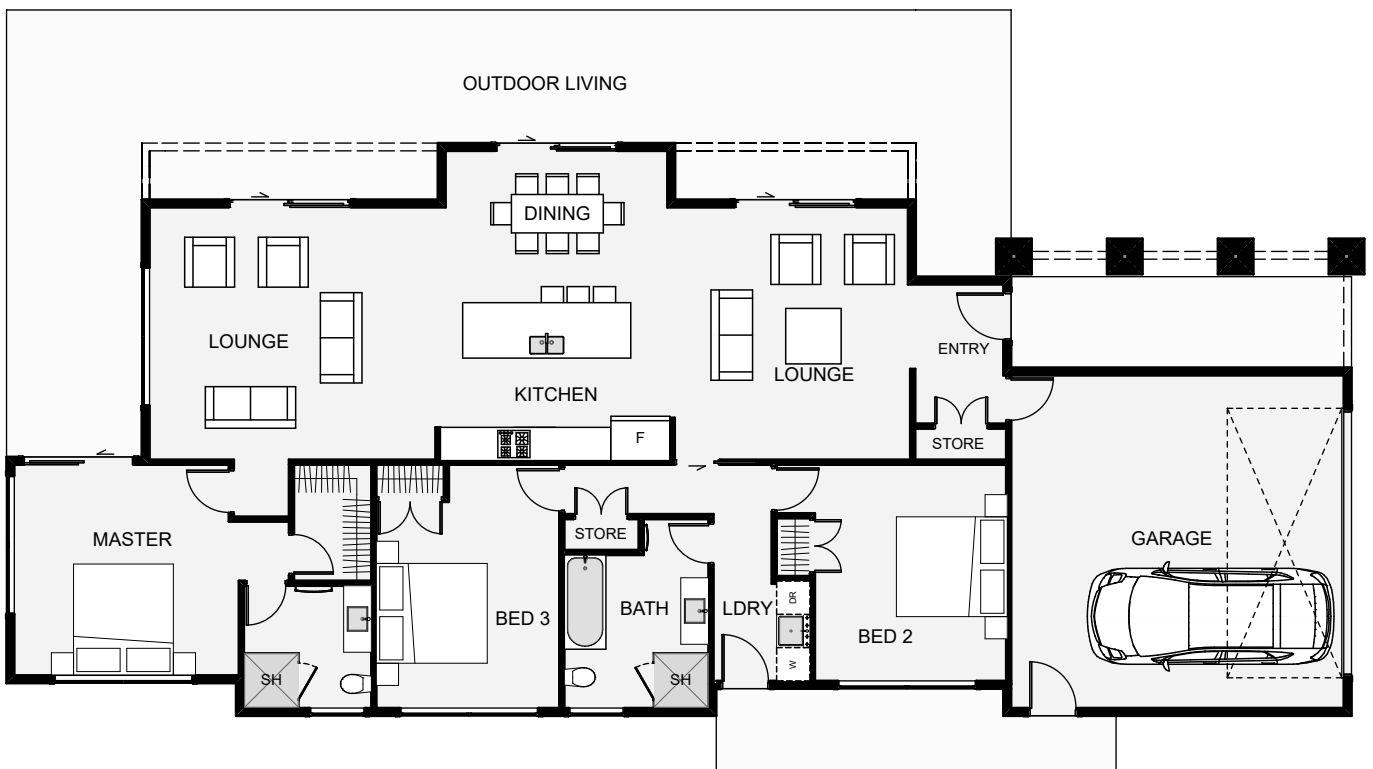 OUTDOOR LIVING
DINING
LOUNGE
ENTRY
LOUNGE
KITCHEN
F
STORE
STORE
MASTER
GARAGE
DR
BATH
LDRY
BED 3
BED 2
W
SH
SH